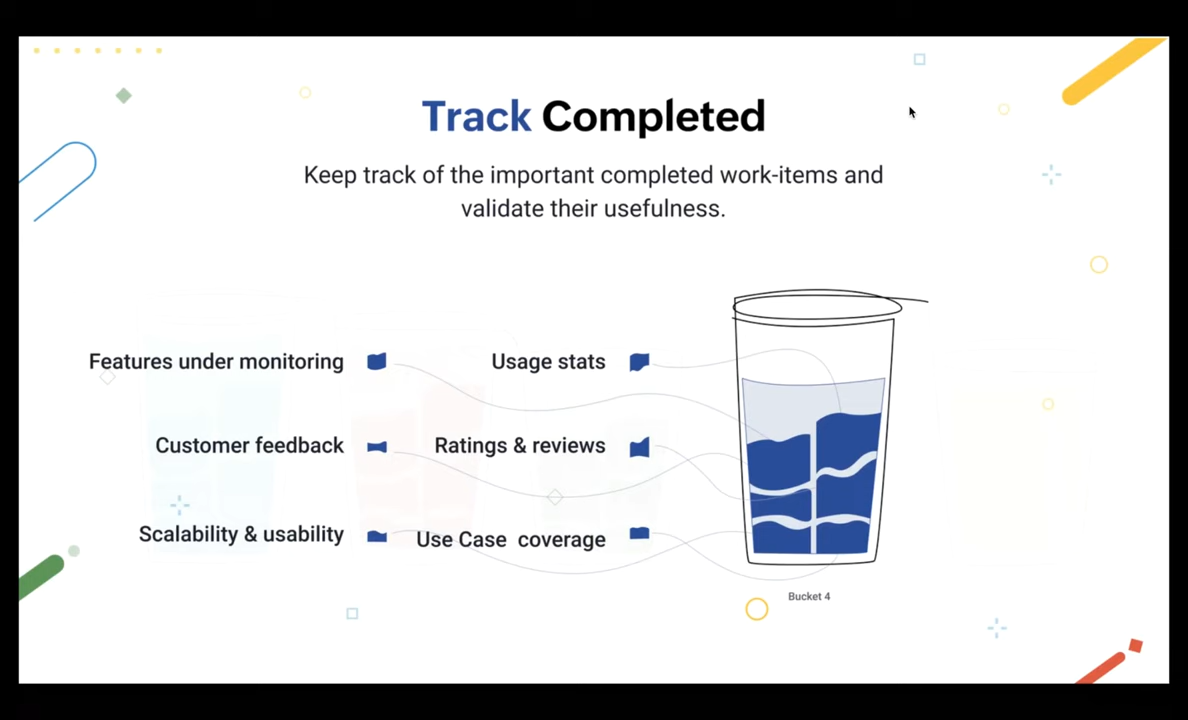 Track Completed
Keep track of the important completed work-items and
validate their usefulness.
Features under monitoring
Usage stats
Customer feedback
Ratings & reviews
Scalability & usability
Use Case  coverage
Bucket 4